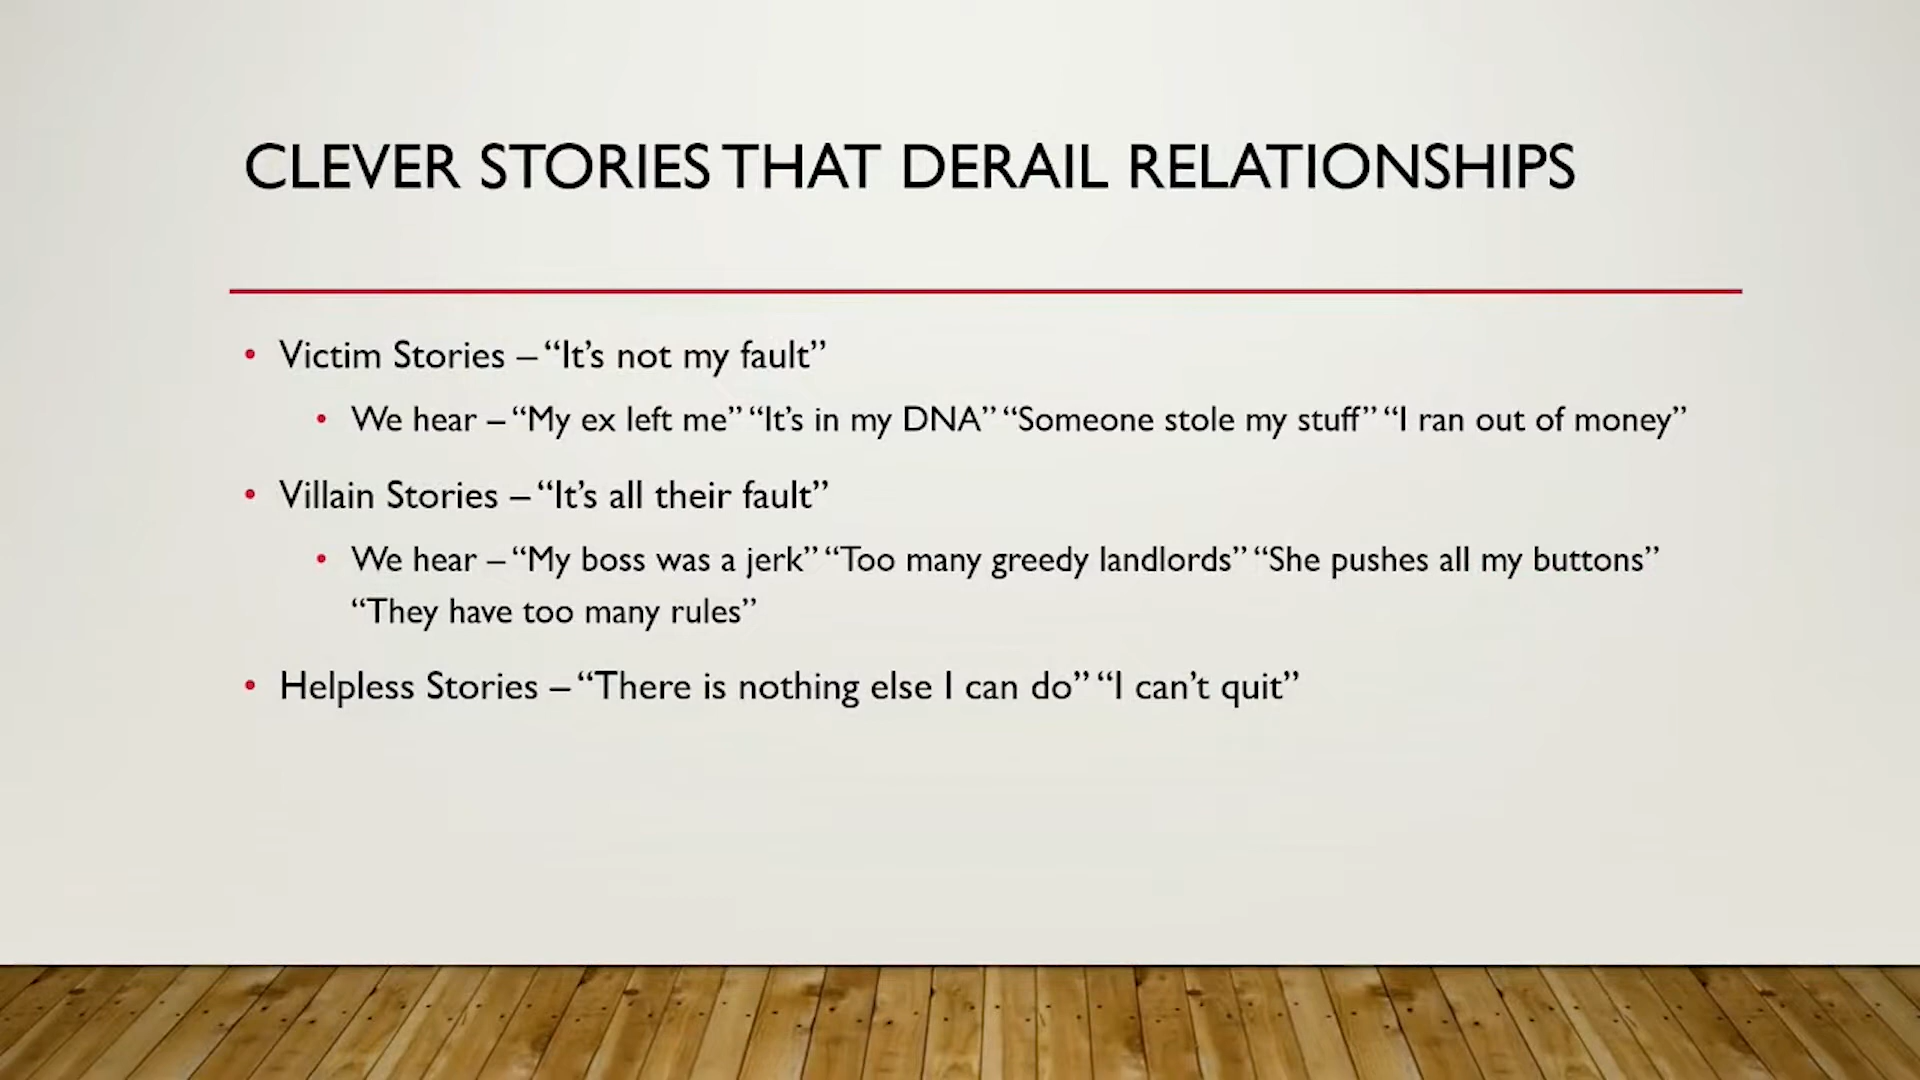 CLEVER STORIES THAT DERAIL RELATIONSHIPS
• Victim Stories – “It’s not my fault”
• We hear – “My ex left me” “It’s in my DNA” “Someone stole my stuff” “I ran out of money”
• Villain Stories – “It’s all their fault”
• We hear – “My boss was a jerk” “Too many greedy landlords” “She pushes all my buttons”
“They have too many rules”
• Helpless Stories – “There is nothing else I can do” “I can’t quit”